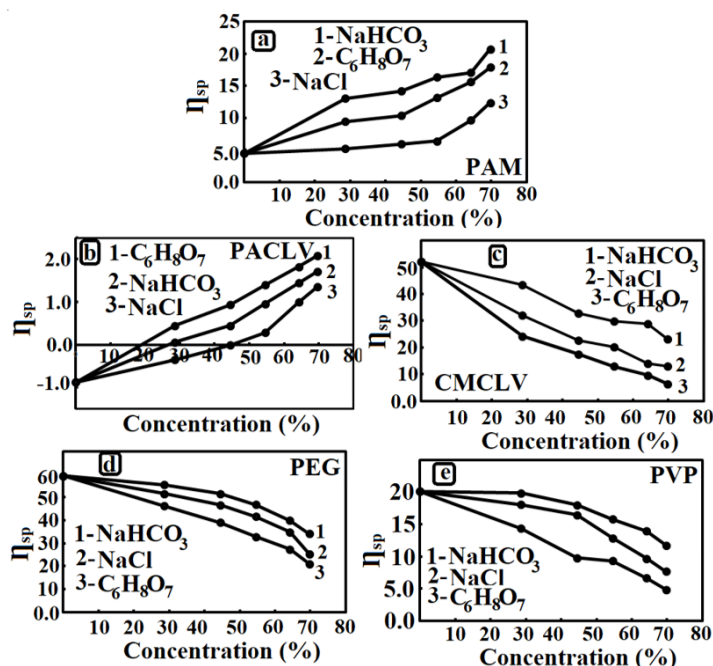 a
1-NaHCO₃
2-C₆H₈O₇
3-NaCl
1
2
3
PAM
ηsp
25
20
15
10
5.0
0.0
10 20 30 40 50 60 70 80
Concentration (%)
b
1-C₆H₈O₇
2-NaHCO₃
3-NaCl
PACLV
1
2
3
ηsp
2.0
1.0
0.0
-1.0
10 20 30 40 50 60 70 80
Concentration (%)
c
1-NaHCO₃
2-NaCl
3-C₆H₈O₇
1
2
3
CMCLV
ηsp
50
40
30
20
10
0.0
10 20 30 40 50 60 70 80
Concentration (%)
d
PEG
1-NaHCO₃
2-NaCl
3-C₆H₈O₇
1
2
3
ηsp
60
50
40
30
20
10
0.0
10 20 30 40 50 60 70 80
Concentration (%)
e
PVP
1-NaHCO₃
2-NaCl
3-C₆H₈O₇
1
2
3
ηsp
20
15
10
5.0
0.0
10 20 30 40 50 60 70 80
Concentration (%)